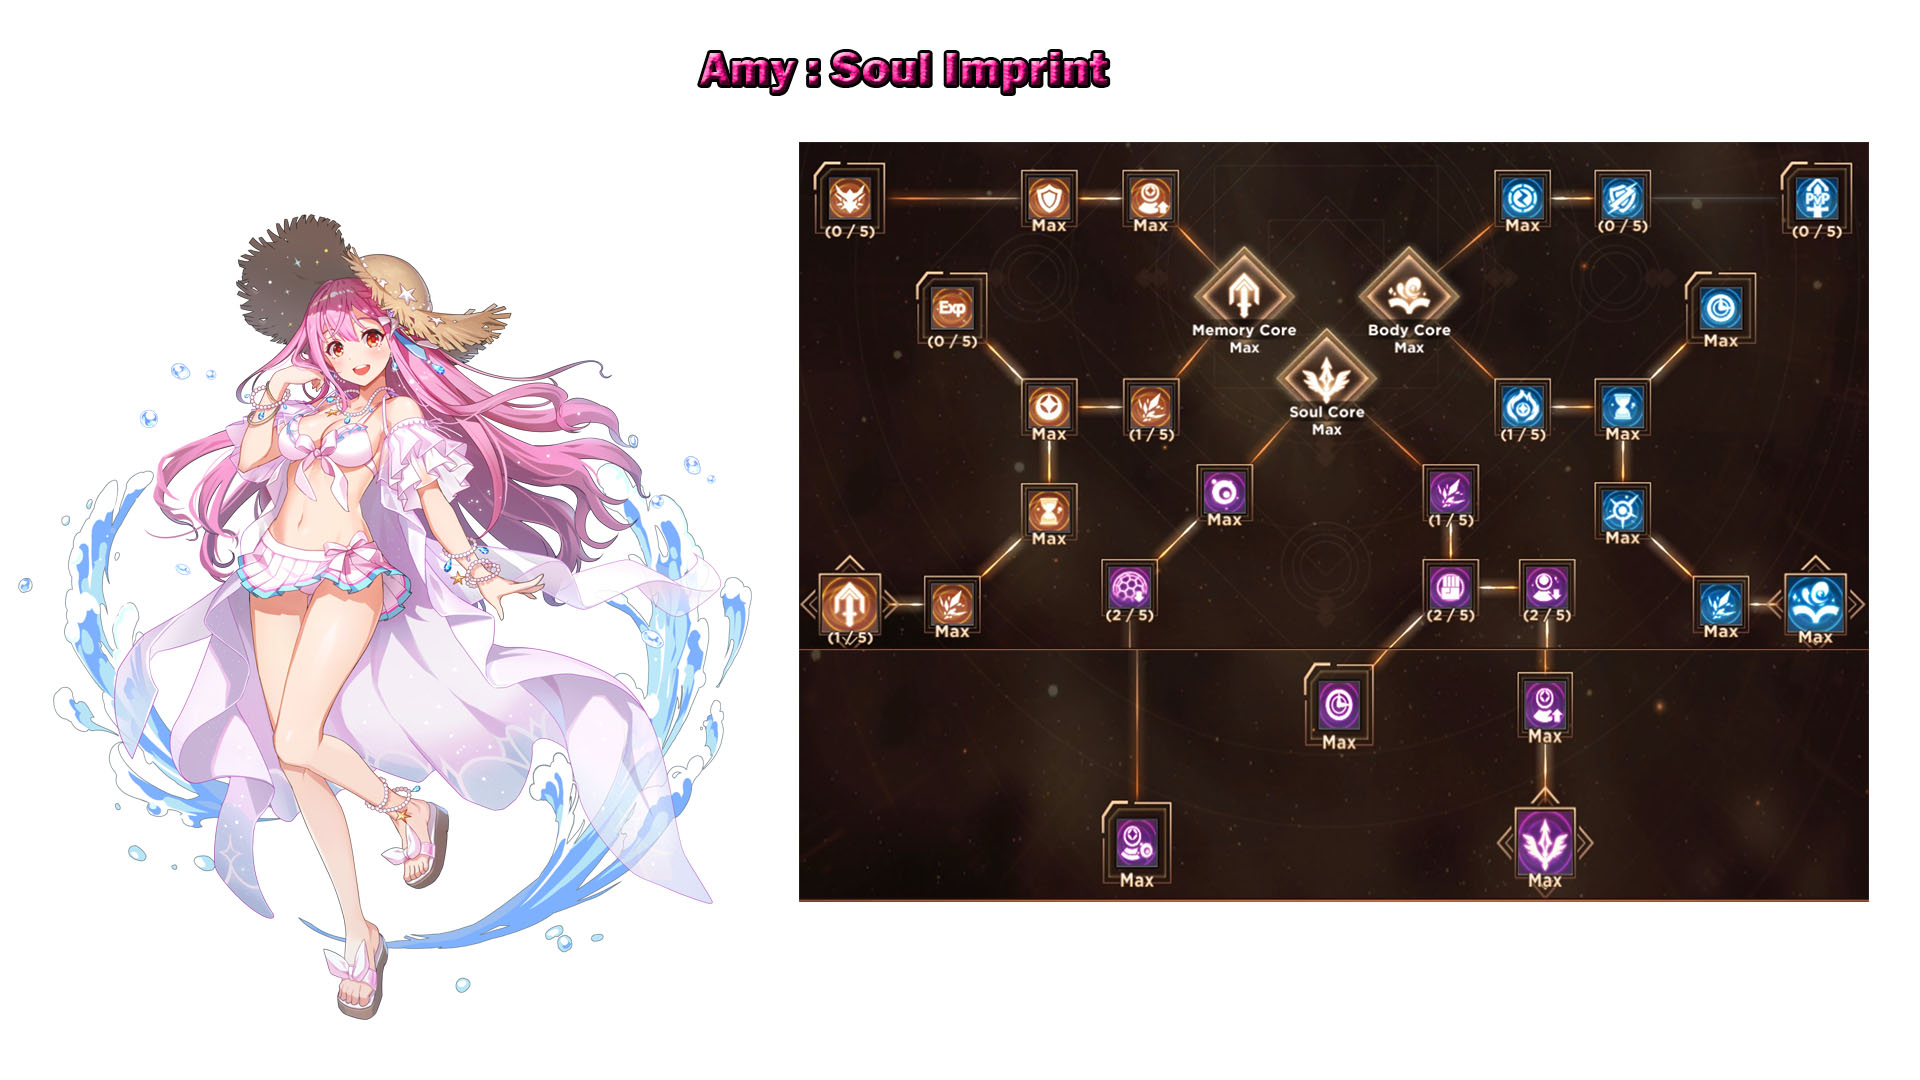 Amy : Soul Imprint
(0 / 5)
Max
Max
Max
(0 / 5)
PVP
(0 / 5)
Exp
(0 / 5)
Memory Core
Max
Body Core
Max
Max
Soul Core
Max
Max
(1 / 5)
(1 / 5)
Max
Max
(1 / 5)
Max
Max
(1 / 5)
Max
(2 / 5)
(2 / 5)
(2 / 5)
Max
Max
Max
Max
Max
Max